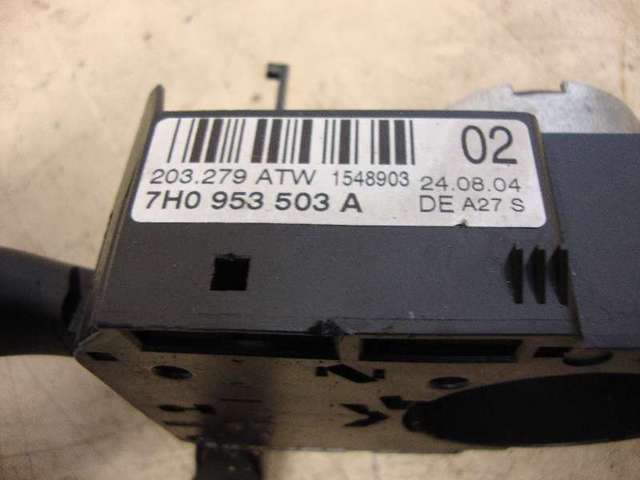 02
203.279 ATW 1548903 24.08.04
7H0 953 503 A DE A27 S